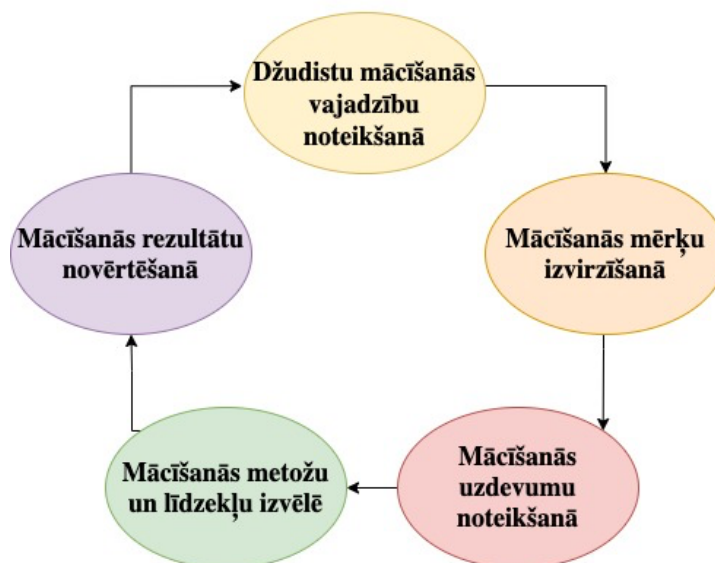 Džudistu mācīšanās
vajadzību
noteikšanā
Mācīšanās mērķu
izvirzīšanā
Mācīšanās
uzdevumu
noteikšanā
Mācīšanās metožu
un līdzekļu izvēlē
Mācīšanās rezultātu
novērtēšanā